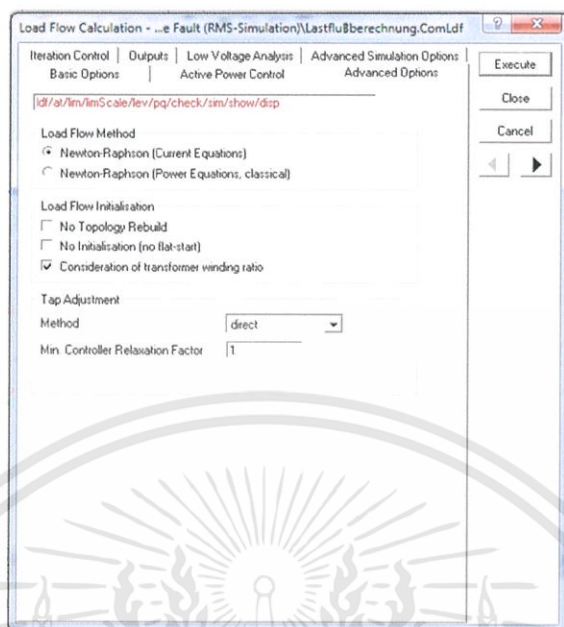 Load Flow Calculation - ...e Fault (RMS-Simulation)\Lastflußberechnung.ComLdf
Iteration Control | Outputs | Low Voltage Analysis | Advanced Simulation Options
Basic Options | Active Power Control | Advanced Options
Execute
Close
Cancel
ldf/at/lim/limScale/lev/pq/check/sim/show/disp
Load Flow Method
Newton-Raphson (Current Equations)
Newton-Raphson (Power Equations, classical)
Load Flow Initialisation
No Topology Rebuild
No Initialisation (no flat-start)
Consideration of transformer winding ratio
Tap Adjustment
Method direct
Min. Controller Relaxation Factor 1